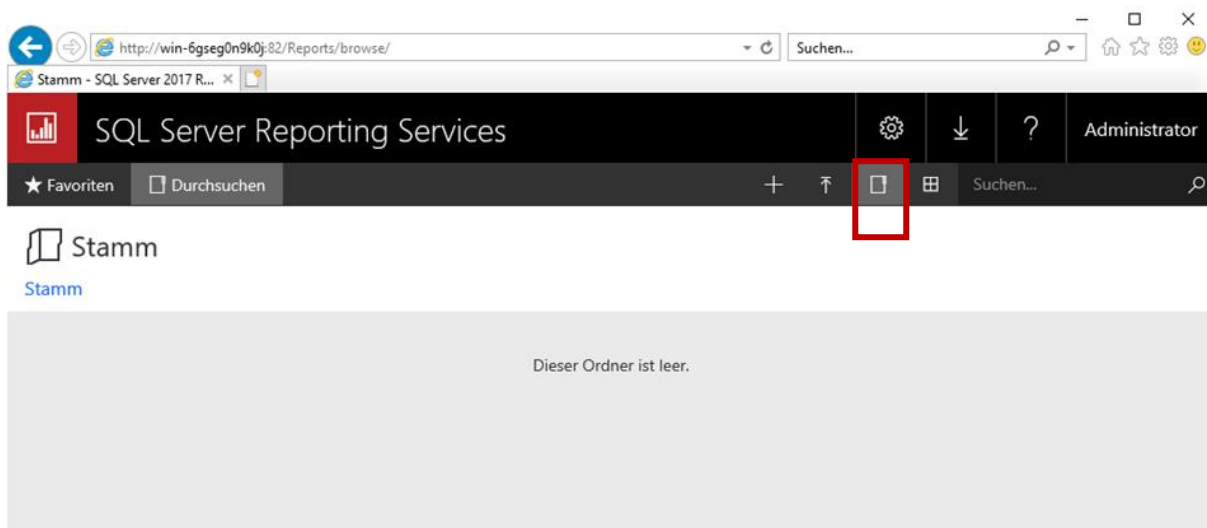 http://win-6gseg0n9k0j:82/Reports/browse/
Suchen...
Stamm - SQL Server 2017 R...
SQL Server Reporting Services
?
Administrator
Favoriten
Durchsuchen
Suchen...
Stamm
Stamm
Dieser Ordner ist leer.